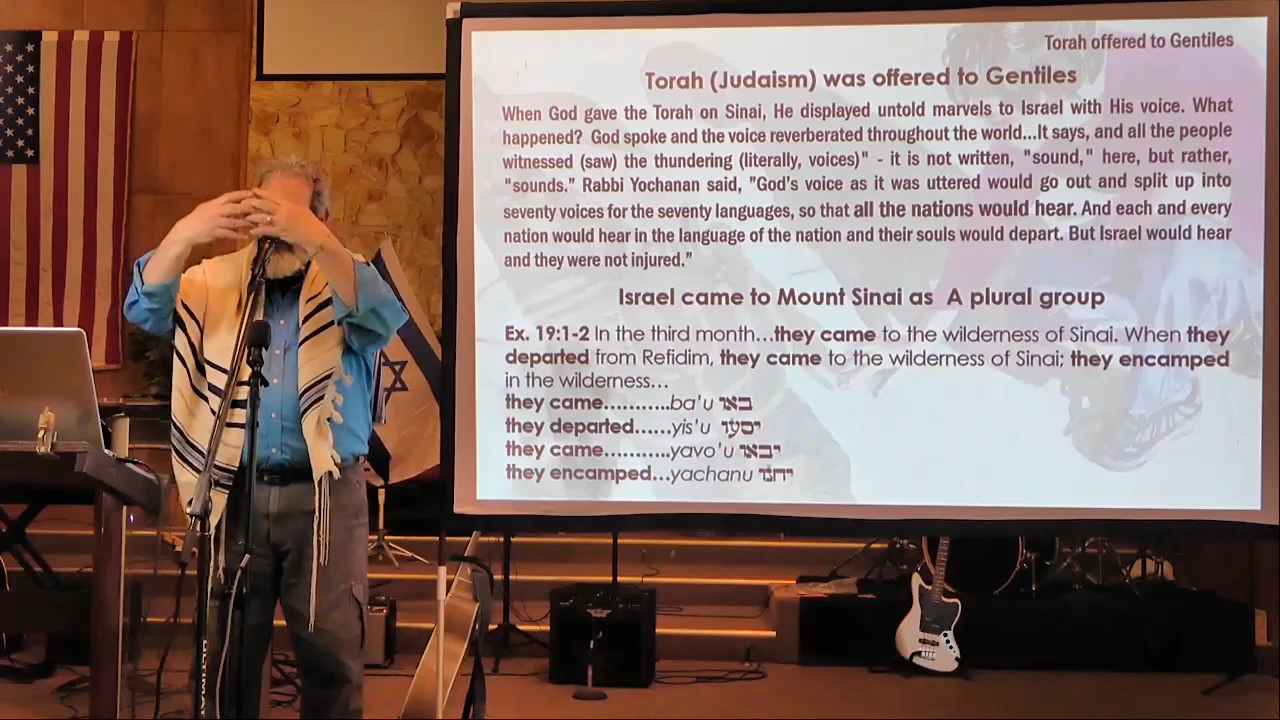 Torah offered to Gentiles
Torah (Judaism) was offered to Gentiles
When God gave the Torah on Sinai, He displayed untold marvels to Israel with His voice. What
happened? God spoke and the voice reverberated throughout the world...It says, and all the people
witnessed (saw) the thundering (literally, voices)" - it is not written, "sound," here, but rather,
"sounds." Rabbi Yochanan said, "God's voice as it was uttered would go out and split up into
seventy voices for the seventy languages, so that all the nations would hear. And each and every
nation would hear in the language of the nation and their souls would depart. But Israel would hear
and they were not injured."
Israel came to Mount Sinai as A plural group
Ex. 19:1-2 In the third month...they came to the wilderness of Sinai. When they
departed from Refidim, they came to the wilderness of Sinai; they encamped
in the wilderness...
they came..........ba'u באו
they departed......yis'u יסעו
they came..........yavo'u יבאו
they encamped...yachanu יחנו